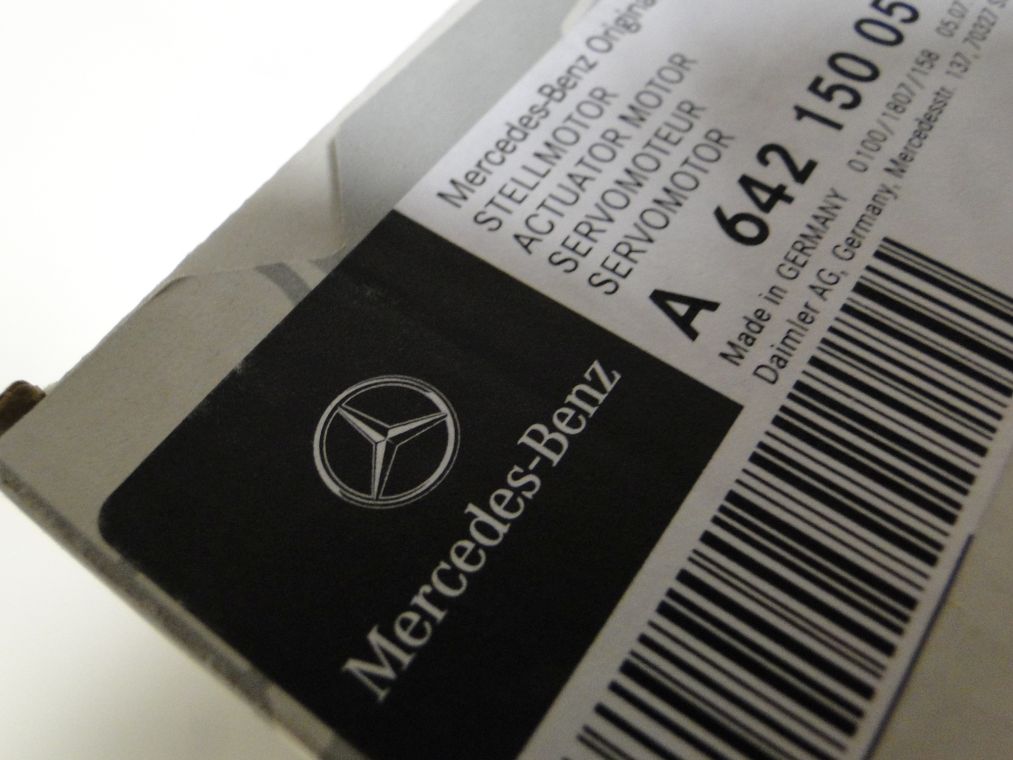 Mercedes-Benz
STELLMOTOR
ACTUATOR MOTOR
SERVOMOTEUR
SERVOMOTOR
A 642 150 05
Made in GERMANY 0100/1807/158 05.07.
Daimler AG, Germany, Mercedesstr. 137, 70327
Mercedes-Benz